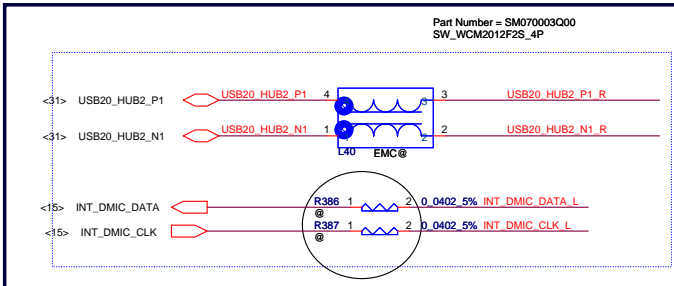 Part Number = SM070003Q00
SW_WCM2012F2S_4P
<31> USB20_HUB2_P1 USB20_HUB2_P1 4 3 3 USB20_HUB2_P1_R
<31> USB20_HUB2_N1 USB20_HUB2_N1 1 2 2 USB20_HUB2_N1_R
L40 EMC@
<15> INT_DMIC_DATA R386 1 2 0_0402_5% INT_DMIC_DATA_L
@
<15> INT_DMIC_CLK R387 1 2 0_0402_5% INT_DMIC_CLK_L
@